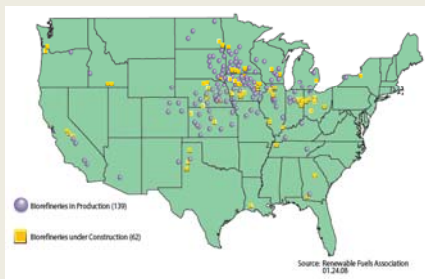 Biorefineries in Production (139)
Biorefineries under Construction (62)
Source: Renewable Fuels Association
01.24.08